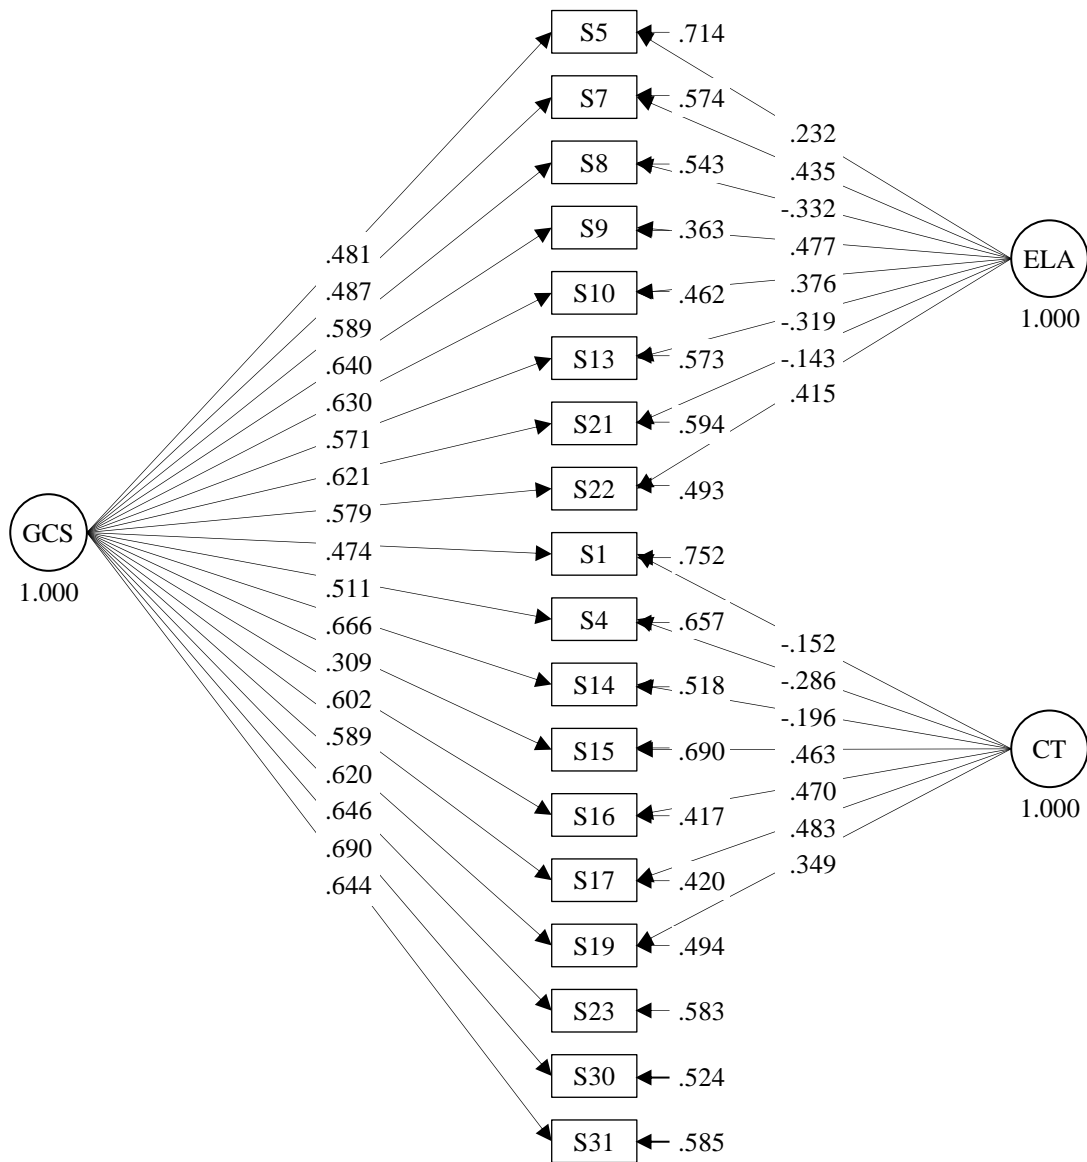 S5 .714
S7 .574
.232
S8 .543
.435
-.332
S9 .363
.477
.481
ELA
.376
.487
S10 .462
1.000
-.319
.589
S13 .573
-.143
.640
.415
.630
S21 .594
.571
.621
S22 .493
.579
GCS
.474
S1 .752
1.000
.511
S4 .657
-.152
.666
-.286
S14 .518
.309
-.196
.602
S15 .690
CT
.463
.589
.470
1.000
.620
S16 .417
.483
.646
.690
.349
S17 .420
.644
S19 .494
S23 .583
S30 .524
S31 .585